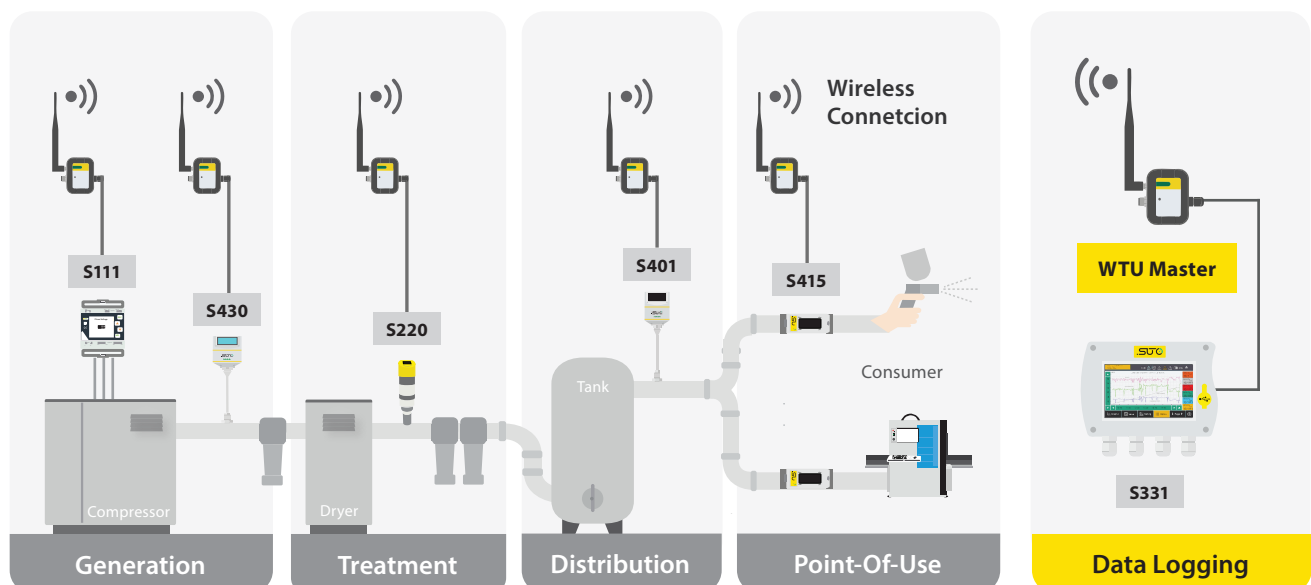 Wireless
Connetcion
S111
S430
S220
S401
S415
WTU Master
SUTO
Tank
Consumer
Compressor
Dryer
S331
Generation
Treatment
Distribution
Point-Of-Use
Data Logging